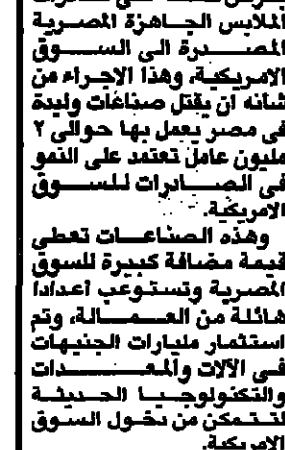 الملابس الجاهزة المصرية
المصدرة الى السوق
الامريكية، وهذا الاجراء من
شأنه ان يقتل صناعات وليدة
فى مصر يعمل بها حوالى ٢
مليون عامل تعتمد على النمو
فى الصادرات للسوق
الامريكية.
وهذه الصناعات تعطى
قيمة مضافة كبيرة للسوق
المصرية وتستوعب أعدادا
هائلة من العمالة، وتم
استثمار مليارات الجنيهات
فى الآلات والمعدات
والتكنولوجيا الحديثة
لتتمكن من دخول السوق
الامريكية.